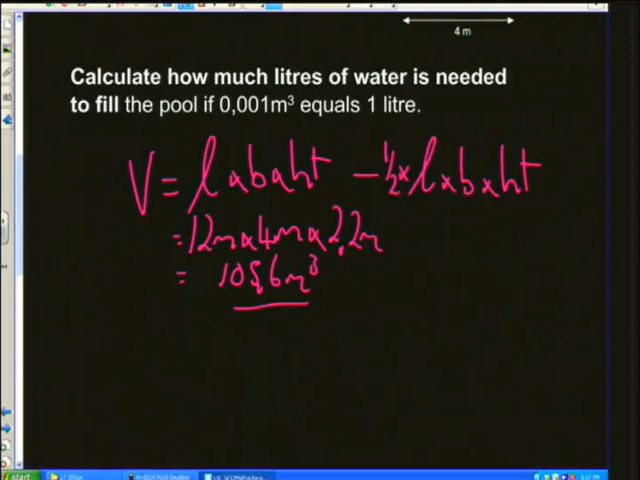 4 m
Calculate how much litres of water is needed
to fill the pool if 0,001m³ equals 1 litre.
V = l x b x ht - ½ x l x b x ht
= 12m x 4m x 2,2m
= 105,6m³
start